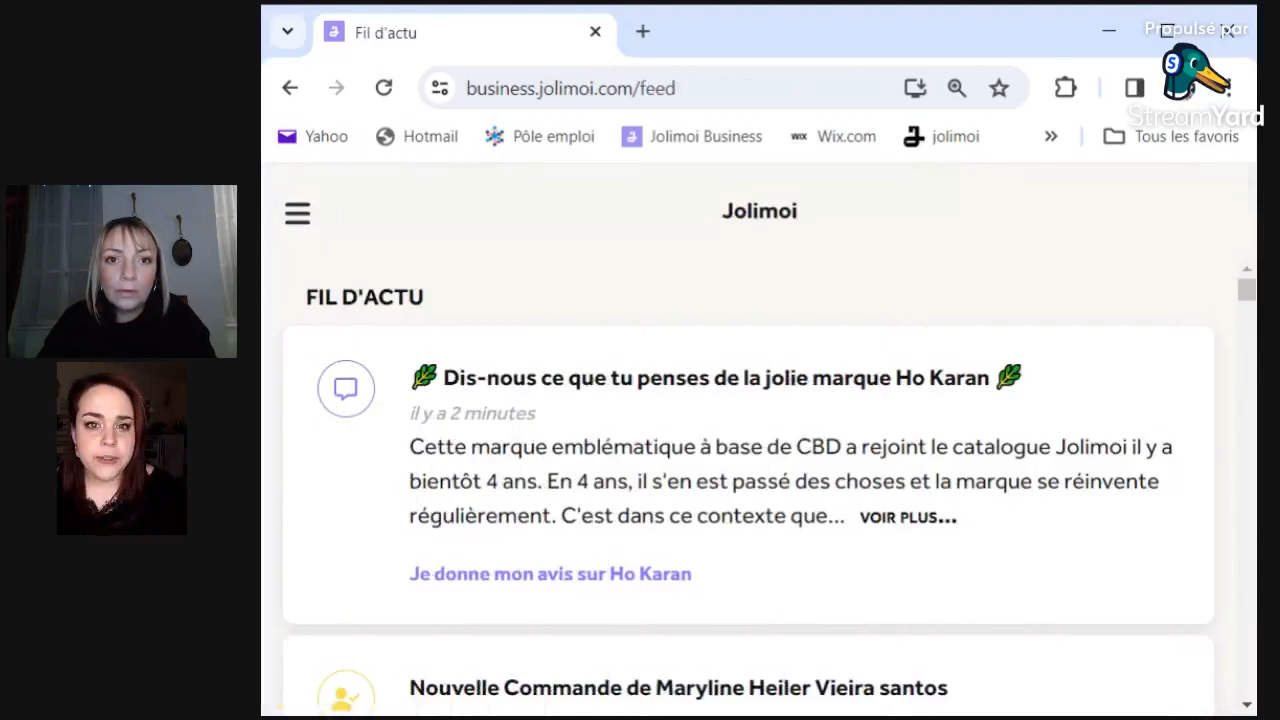 Fil d'actu
Propulsé par
business.jolimoi.com/feed
StreamYard
Yahoo
Hotmail
Pôle emploi
Jolimoi Business
WIX
Wix.com
jolimoi
»
Tous les favoris
Jolimoi
FIL D'ACTU
🌿 Dis-nous ce que tu penses de la jolie marque Ho Karan 🌿
il y a 2 minutes
Cette marque emblématique à base de CBD a rejoint le catalogue Jolimoi il y a
bientôt 4 ans. En 4 ans, il s'en est passé des choses et la marque se réinvente
régulièrement. C'est dans ce contexte que... VOIR PLUS...
Je donne mon avis sur Ho Karan
Nouvelle Commande de Maryline Heiler Vieira santos